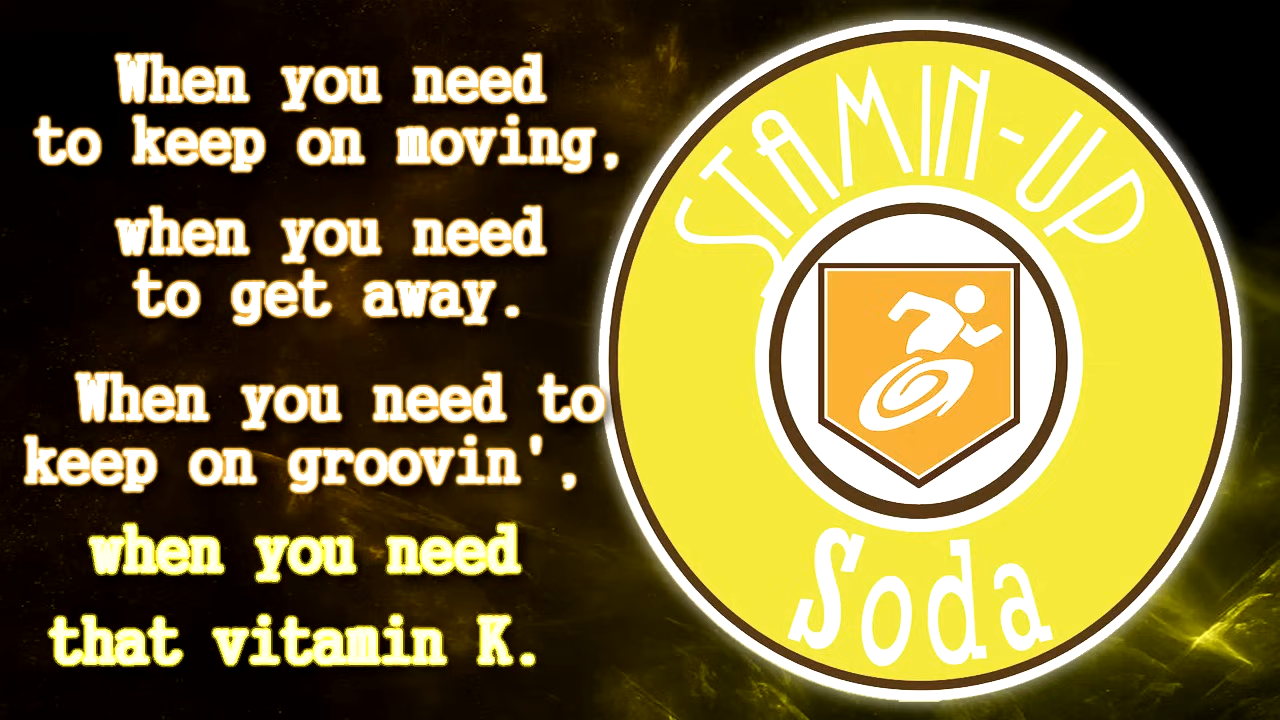 When you need
to keep on moving,
when you need
to get away.
When you need to
keep on groovin',
when you need
that vitamin K.
STAMIN-UP
Soda